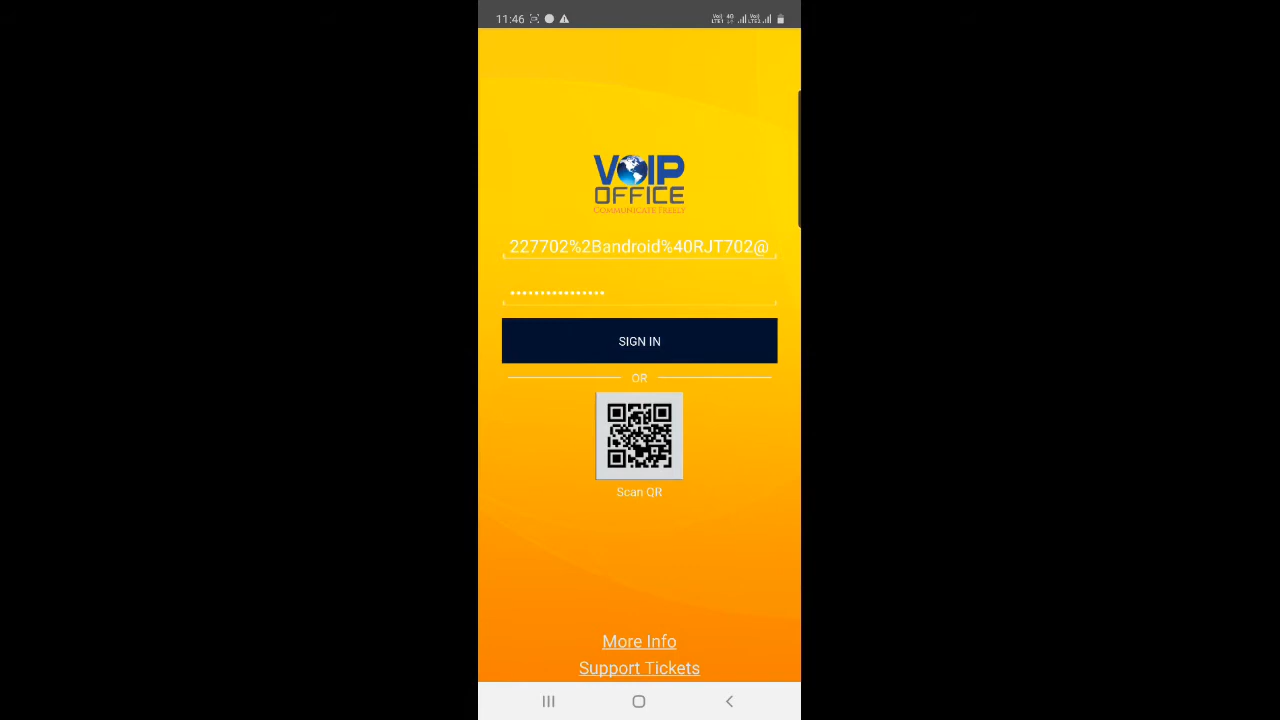 11:46
VOIP
OFFICE
COMMUNICATE FREELY
227702%2Bandroid%40RJT702@
••••••••••••••••
SIGN IN
OR
Scan QR
More Info
Support Tickets